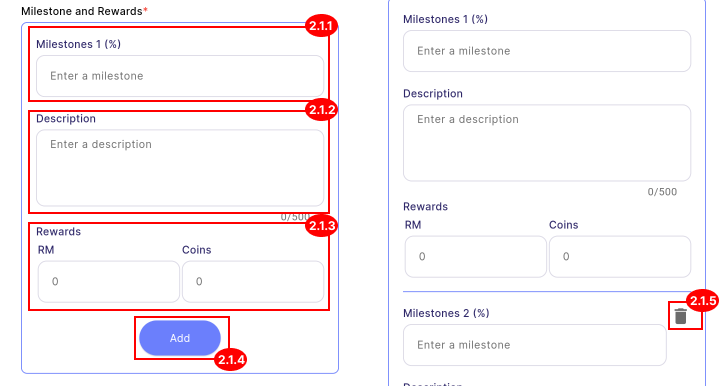 Milestone and Rewards*
2.1.1
Milestones 1 (%)
Enter a milestone
2.1.2
Description
Enter a description
0/500
2.1.3
Rewards
RM
Coins
0
0
Add
2.1.4
Milestones 1 (%)
Enter a milestone
Description
Enter a description
0/500
Rewards
RM
Coins
0
0
2.1.5
Milestones 2 (%)
Enter a milestone
Description